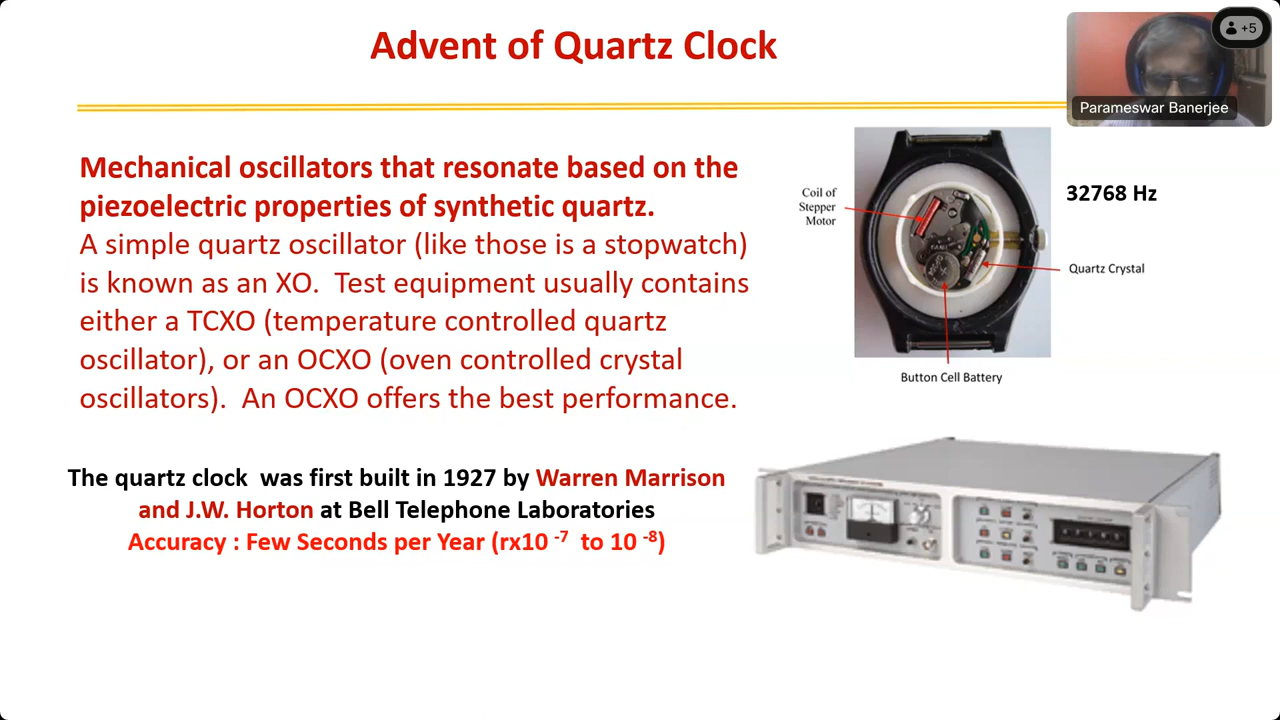 Advent of Quartz Clock
+5
Parameswar Banerjee
Mechanical oscillators that resonate based on the
piezoelectric properties of synthetic quartz.
A simple quartz oscillator (like those is a stopwatch)
is known as an XO. Test equipment usually contains
either a TCXO (temperature controlled quartz
oscillator), or an OCXO (oven controlled crystal
oscillators). An OCXO offers the best performance.
Coil of
Stepper
Motor
32768 Hz
Quartz Crystal
Button Cell Battery
The quartz clock was first built in 1927 by Warren Marrison
and J.W. Horton at Bell Telephone Laboratories
Accuracy : Few Seconds per Year (rx10 -7 to 10 -8)